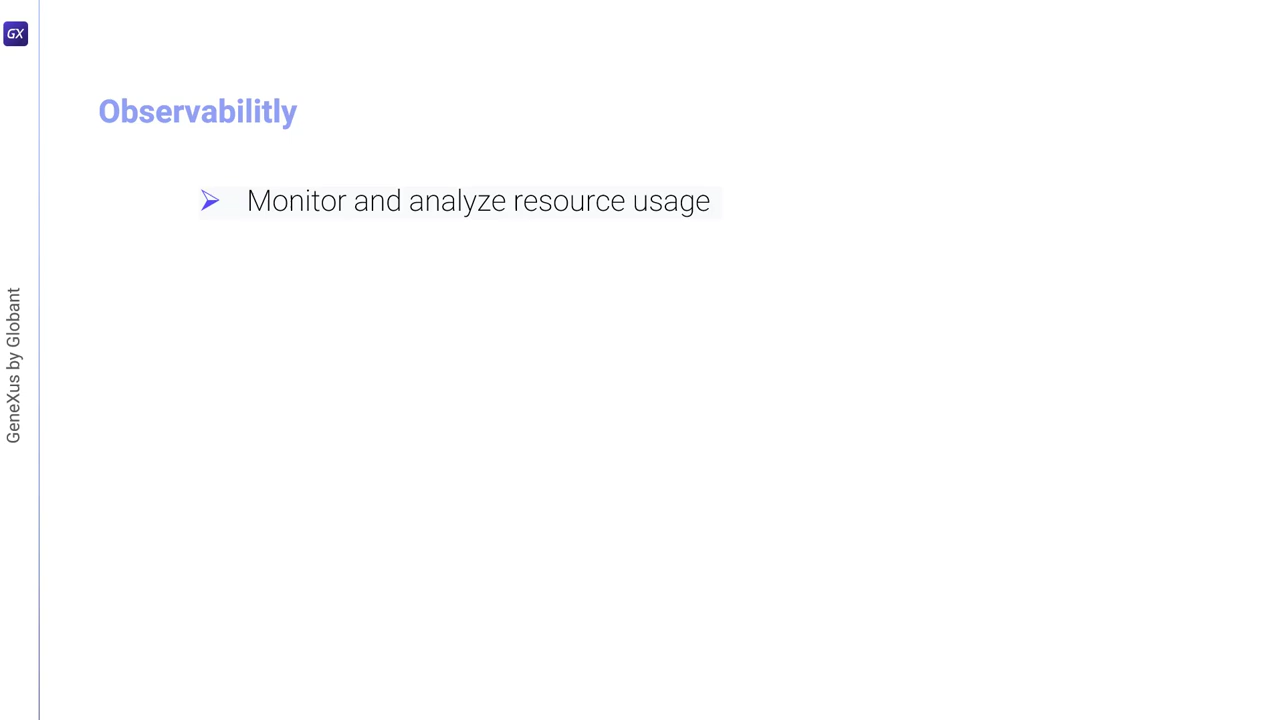 GX
Observabilitly
Monitor and analyze resource usage
GeneXus by Globant